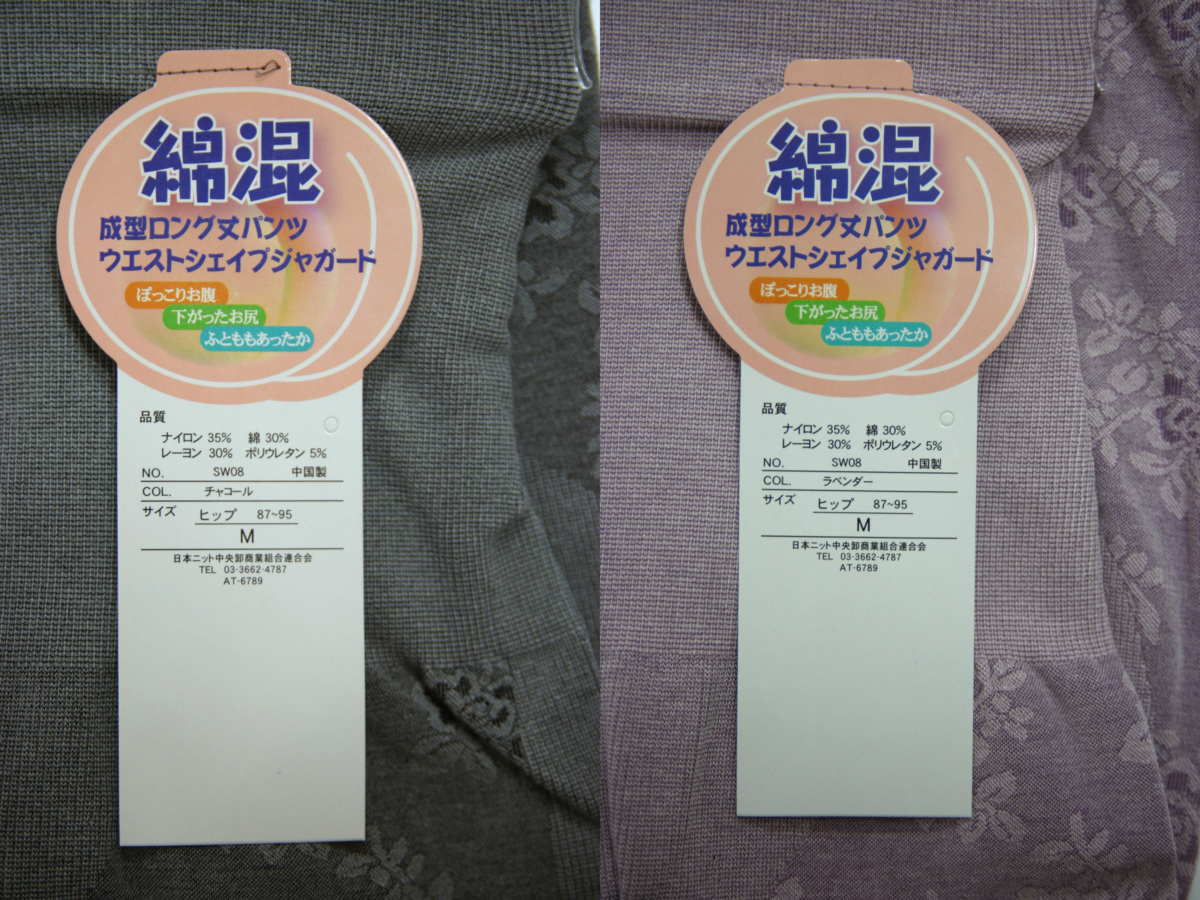 綿混
成型ロング丈パンツ
ウエストシェイプジャガード
ぽっこりお腹
下がったお尻
ふとももあったか
品質
ナイロン 35% 綿 30%
レーヨン 30% ポリウレタン 5%
NO. SW08 中国製
COL. チャコール
サイズ ヒップ 87~95
M
日本ニット中央卸商業組合連合会
TEL 03-3662-4787
AT-6789
綿混
成型ロング丈パンツ
ウエストシェイプジャガード
ぽっこりお腹
下がったお尻
ふとももあったか
品質
ナイロン 35% 綿 30%
レーヨン 30% ポリウレタン 5%
NO. SW08 中国製
COL. ラベンダー
サイズ ヒップ 87~95
M
日本ニット中央卸商業組合連合会
TEL 03-3662-4787
AT-6789